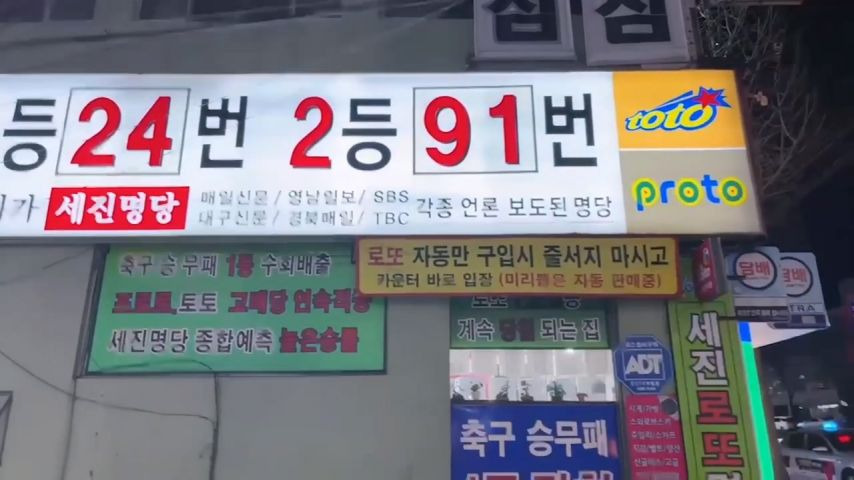 등 24 번 2등 91 번
toto
proto
세진명당
매일신문 / 영남일보 / SBS
대구신문 / 경북매일 / TBC
각종 언론 보도된 명당
축구 승무패 1등 수회배출
프로토,토토 고배당 연속적중
세진명당 종합예측 높은승률
로또 자동만 구입시 줄서지 마시고
카운터 바로 입장 (미리뽑은 자동 판매중)
계속 당첨 되는 집
축구 승무패
ADT
세진로또
담배
담배